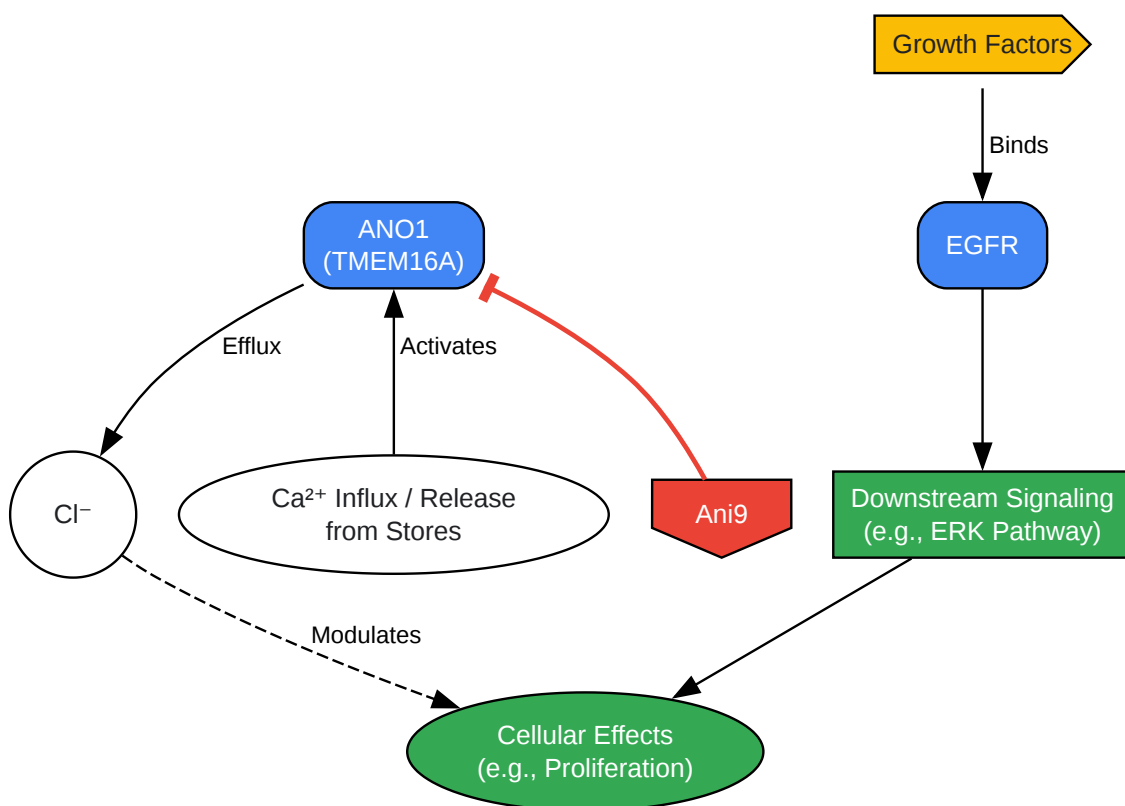 Growth Factors
Binds
ANO1
(TMEM16A)
EGFR
Efflux
Activates
Cl⁻
Ca²⁺ Influx / Release
from Stores
Ani9
Downstream Signaling
(e.g., ERK Pathway)
Modulates
Cellular Effects
(e.g., Proliferation)